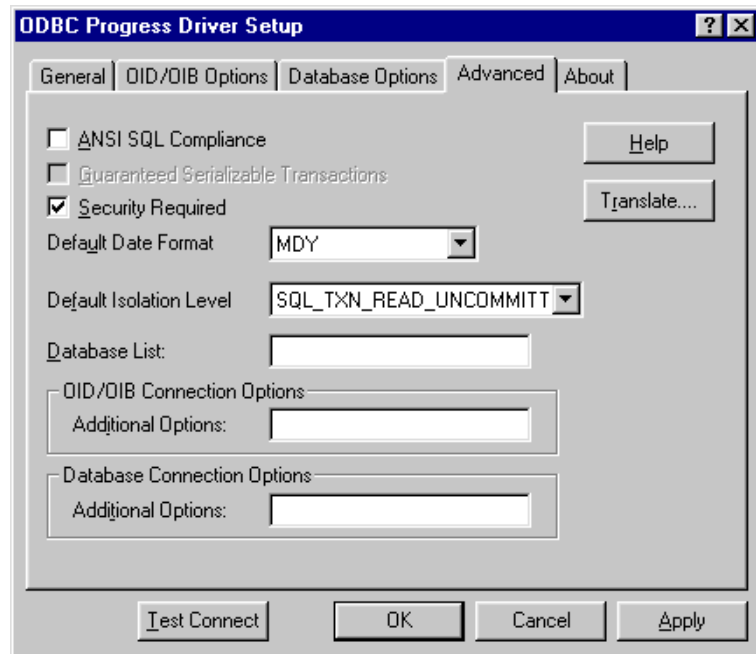 ODBC Progress Driver Setup
General OID/OIB Options Database Options Advanced About
ANSI SQL Compliance
Help
Guaranteed Serializable Transactions
Security Required
Translate....
Default Date Format MDY
Default Isolation Level SQL_TXN_READ_UNCOMMITT
Database List:
OID/OIB Connection Options
Additional Options:
Database Connection Options
Additional Options:
Test Connect OK Cancel Apply